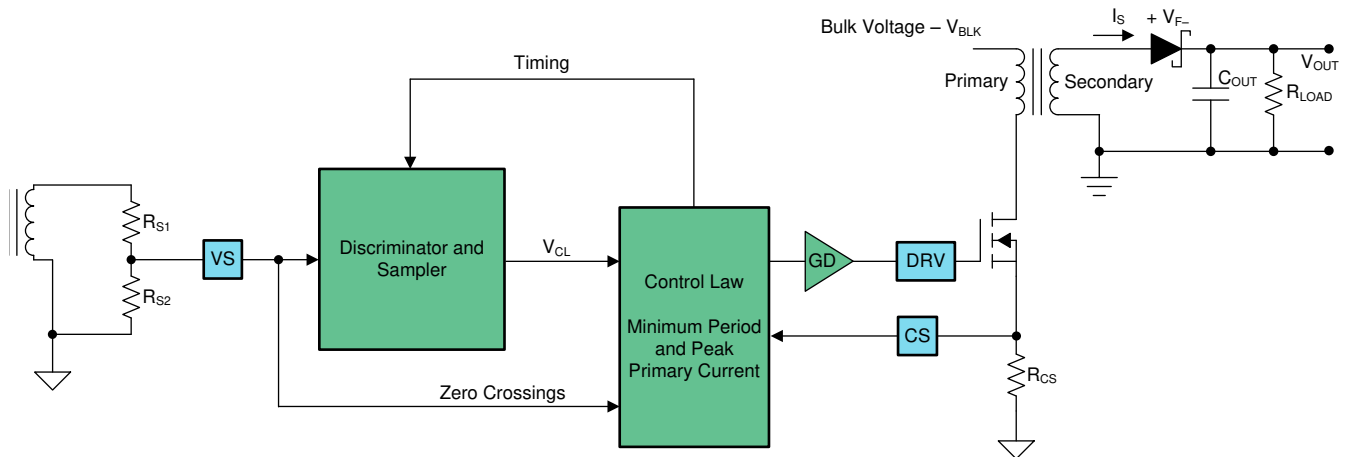 Bulk Voltage – VBLK
IS
+ VF–
Timing
Primary
Secondary
COUT
VOUT
RLOAD
RS1
VS
Discriminator and
Sampler
VCL
Control Law
GD
DRV
RS2
Minimum Period
and Peak
Primary Current
CS
RCS
Zero Crossings